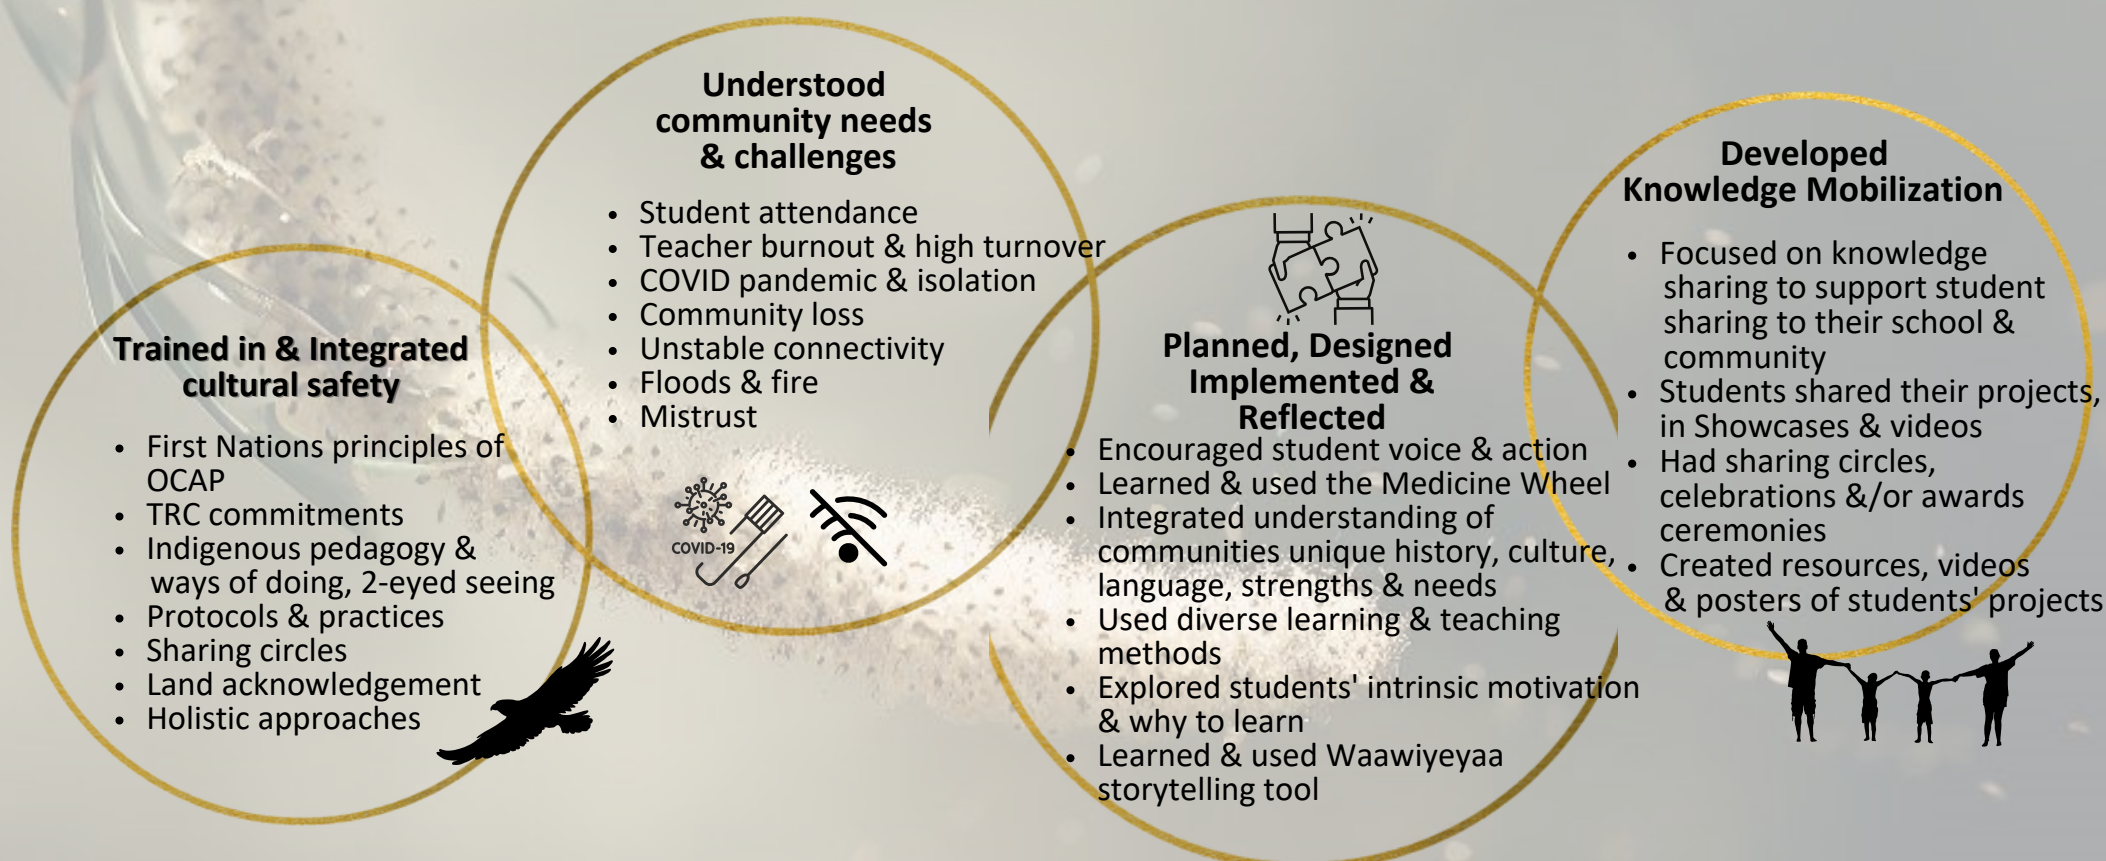 Trained in & Integrated
cultural safety
• First Nations principles of
OCAP
• TRC commitments
• Indigenous pedagogy &
ways of doing, 2-eyed seeing
• Protocols & practices
• Sharing circles
• Land acknowledgement
• Holistic approaches
Understood
community needs
& challenges
• Student attendance
• Teacher burnout & high turnover
• COVID pandemic & isolation
• Community loss
• Unstable connectivity
• Floods & fire
• Mistrust
COVID-19
Planned, Designed
Implemented &
Reflected
• Encouraged student voice & action
• Learned & used the Medicine Wheel
• Integrated understanding of
communities unique history, culture,
language, strengths & needs
• Used diverse learning & teaching
methods
• Explored students' intrinsic motivation
& why to learn
• Learned & used Waawiyeyaa
storytelling tool
Developed
Knowledge Mobilization
• Focused on knowledge
sharing to support student
sharing to their school &
community
• Students shared their projects,
in Showcases & videos
• Had sharing circles,
celebrations &/or awards
ceremonies
• Created resources, videos
& posters of students' projects